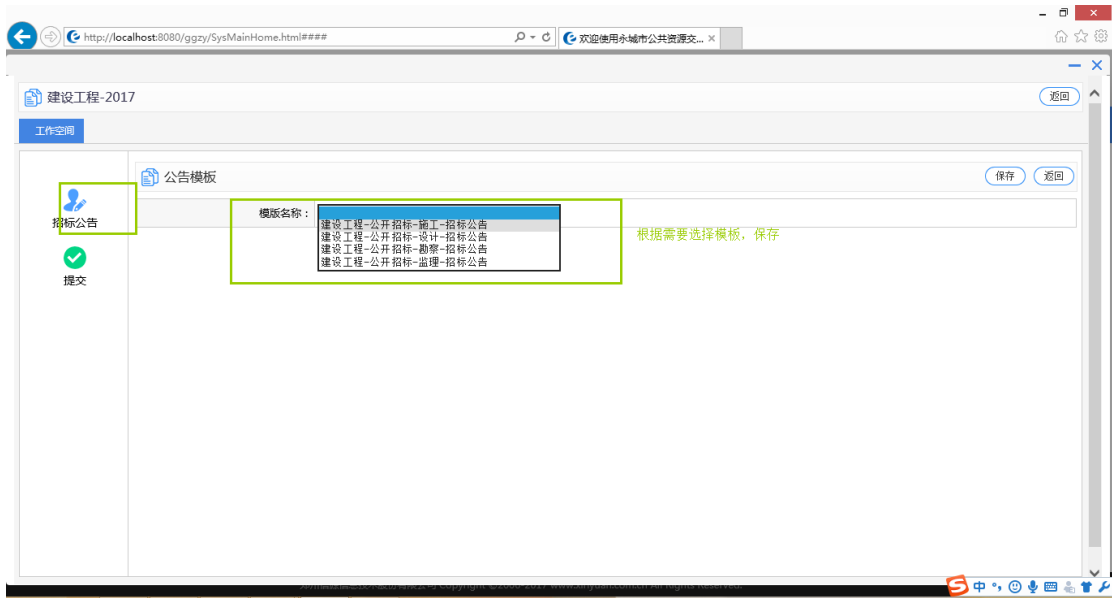 http://localhost:8080/ggzy/SysMainHome.html####
欢迎使用永城市公共资源交...
建设工程-2017
返回
工作空间
公告模板
保存
返回
招标公告
模版名称：
建设工程-公开招标-施工-招标公告
建设工程-公开招标-设计-招标公告
建设工程-公开招标-勘察-招标公告
建设工程-公开招标-监理-招标公告
根据需要选择模板，保存
提交
中